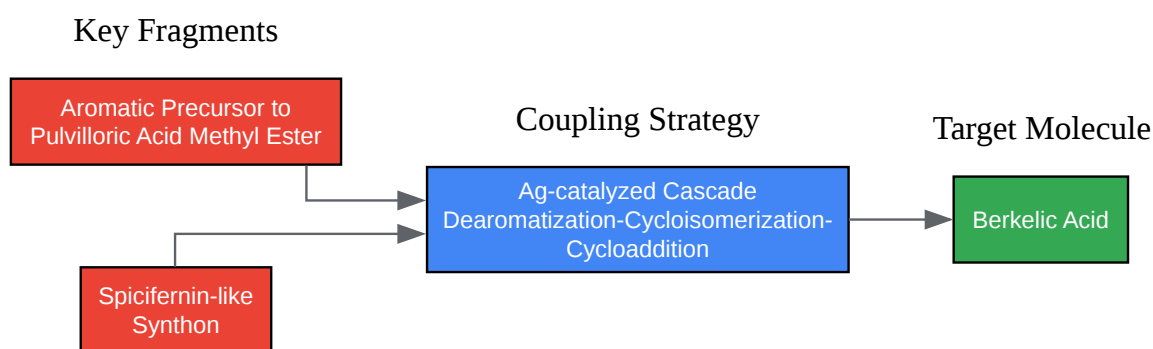 Key Fragments
Aromatic Precursor to
Pulvilloric Acid Methyl Ester
Spicifernin-like
Synthon
Coupling Strategy
Ag-catalyzed Cascade
Dearomatization-Cycloisomerization-
Cycloaddition
Target Molecule
Berkelic Acid